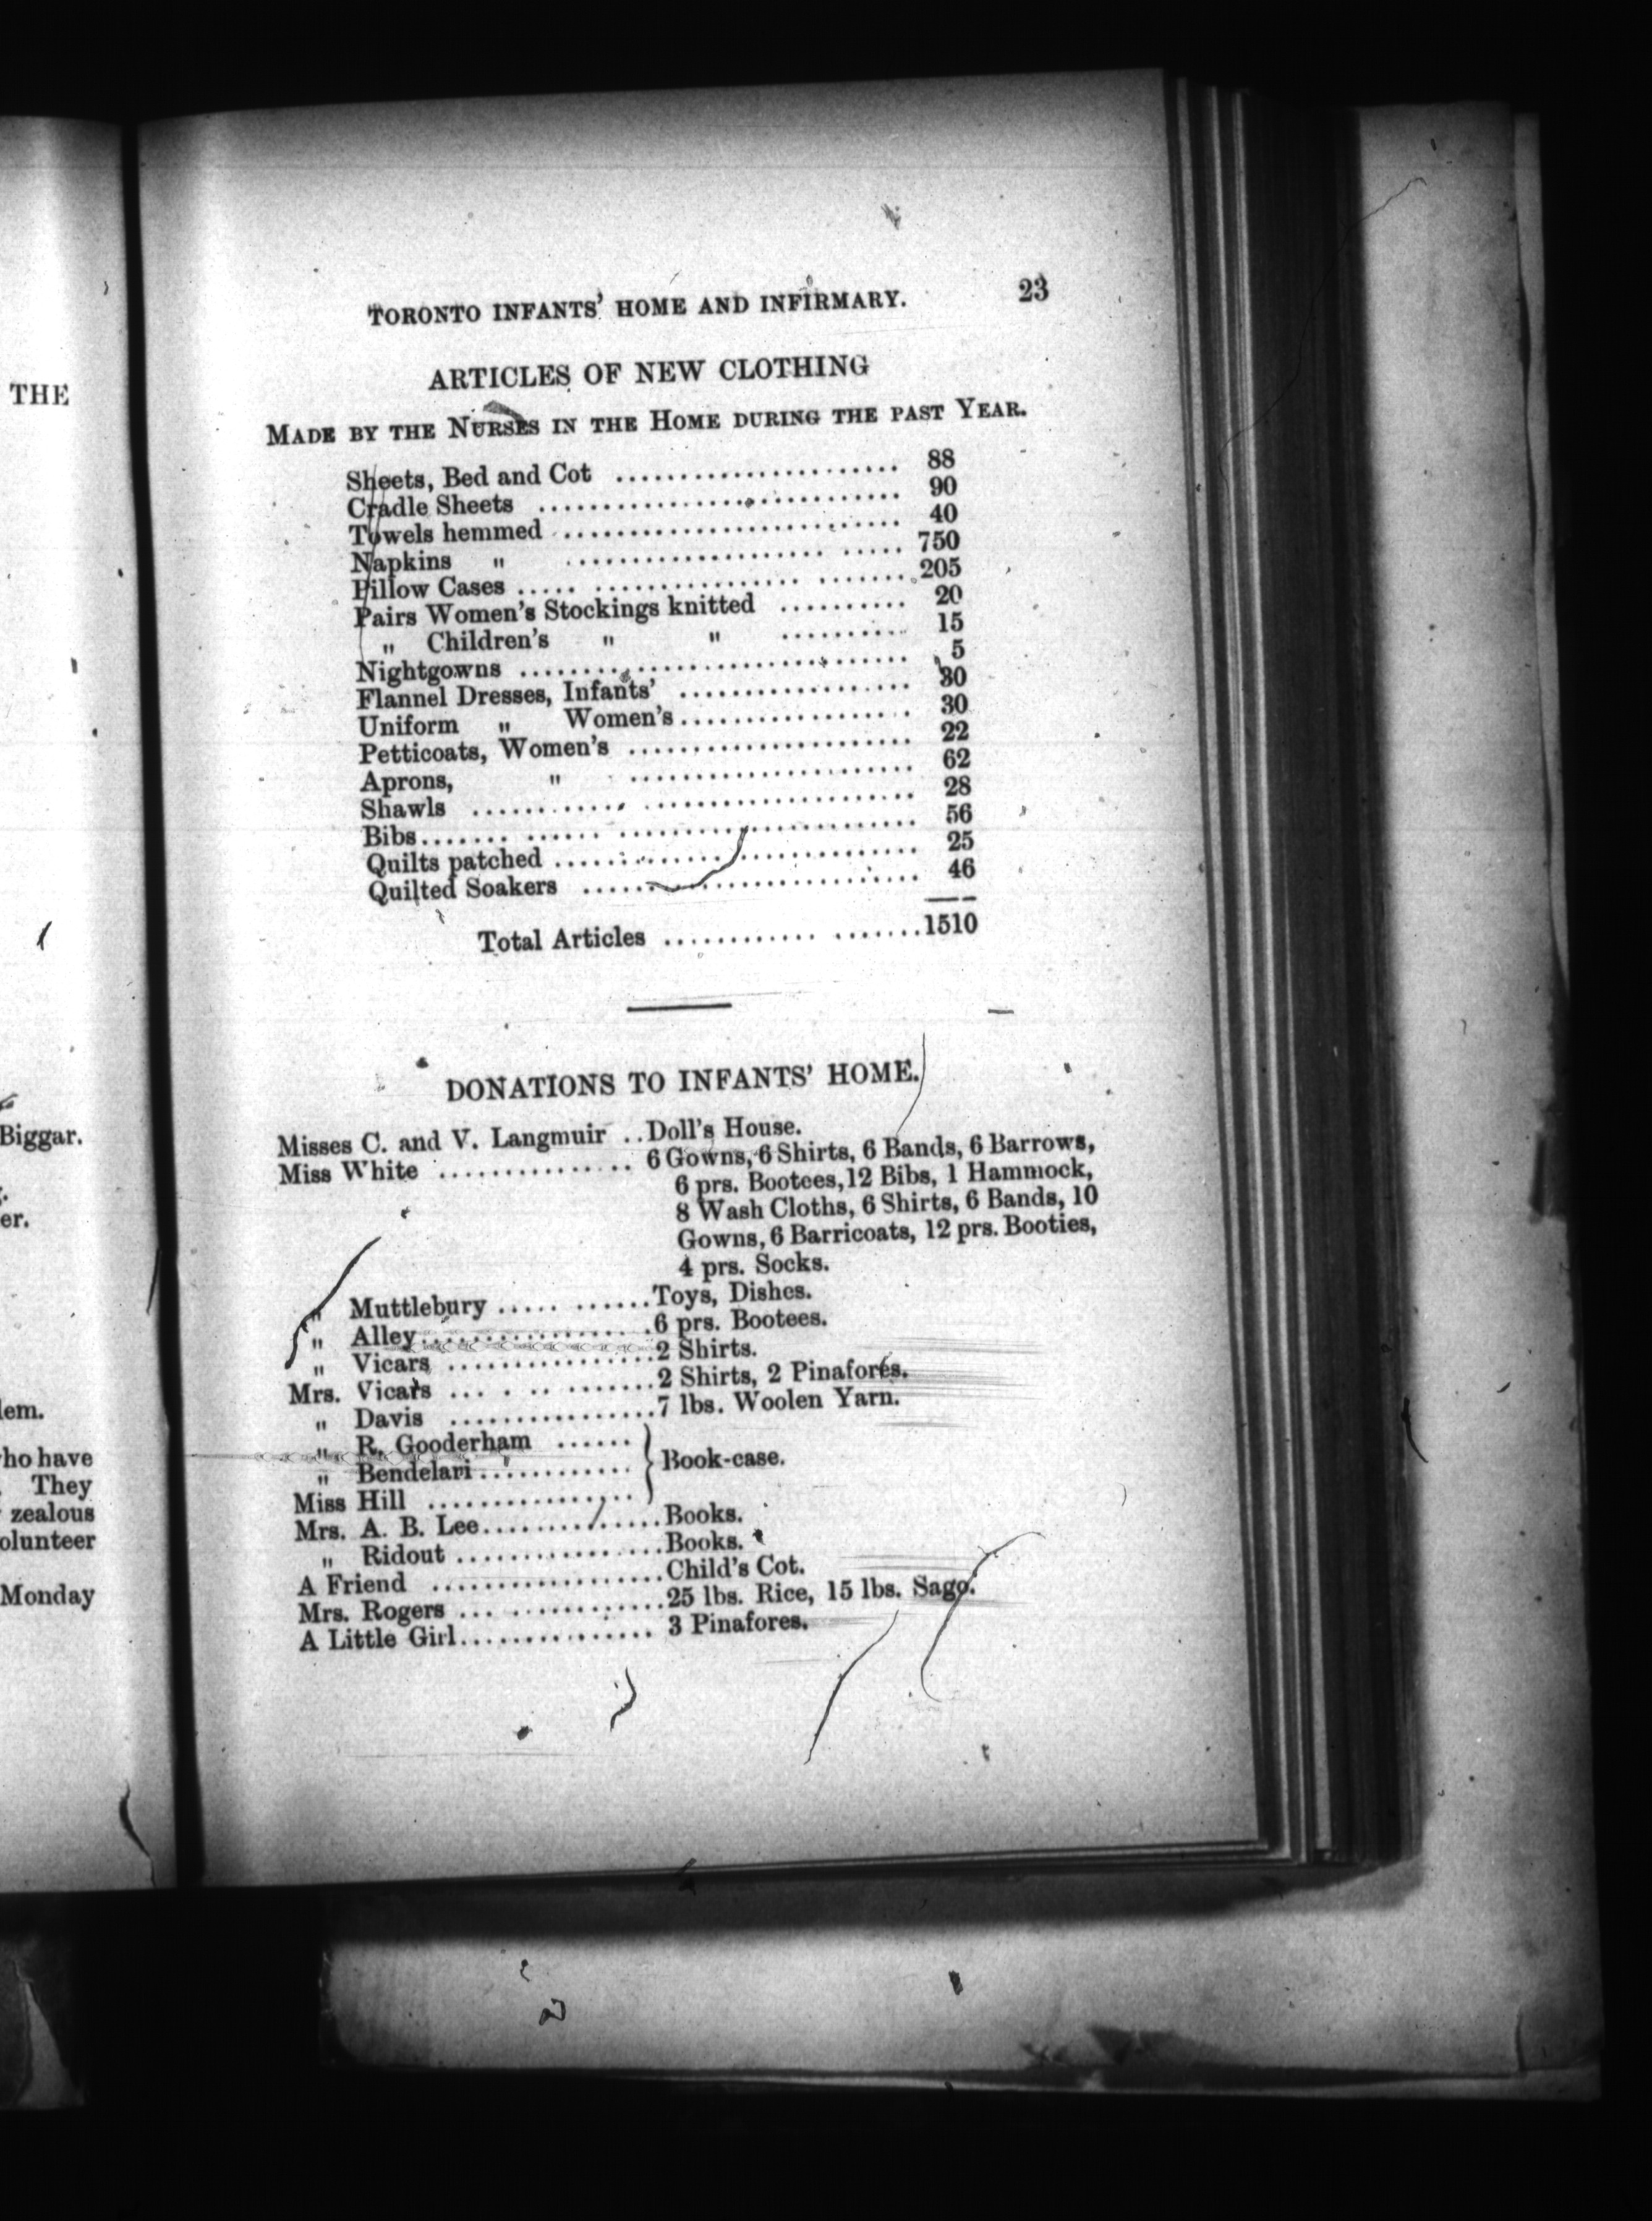 THE
Biggar.
er.
lem.
ho have
They
zealous
olunteer
Monday
TORONTO INFANTS' HOME AND INFIRMARY. 23
ARTICLES OF NEW CLOTHING
MADE BY THE NURSES IN THE HOME DURING THE PAST YEAR.
Sheets, Bed and Cot ...................... 88
Cradle Sheets ............................ 90
Towels hemmed .......................... 40
Napkins " .................... ..... 750
Pillow Cases ..... ................ ....... 205
Pairs Women's Stockings knitted .......... 20
" Children's " " .......... 15
Nightgowns .............................. 5
Flannel Dresses, Infants' .................. 30
Uniform " Women's.................. 30
Petticoats, Women's ...................... 22
Aprons, " ...................... 62
Shawls ............ ..................... 28
Bibs....... ...... ....................... 56
Quilts patched ............................ 25
Quilted Soakers .......................... 46
Total Articles ............ .......1510
DONATIONS TO INFANTS' HOME.
Misses C. and V. Langmuir ..Doll's House.
Miss White ............... 6 Gowns, 6 Shirts, 6 Bands, 6 Barrows,
6 prs. Bootees, 12 Bibs, 1 Hammock,
8 Wash Cloths, 6 Shirts, 6 Bands, 10
Gowns, 6 Barricoats, 12 prs. Booties,
4 prs. Socks.
" Muttlebury ..... ......Toys, Dishes.
" Alley..................6 prs. Bootees.
" Vicars ................2 Shirts.
Mrs. Vicars ... . .. .......2 Shirts, 2 Pinafores.
" Davis ................7 lbs. Woolen Yarn.
" R. Gooderham ......
" Bendelari............ } Book-case.
Miss Hill ................
Mrs. A. B. Lee..............Books.
" Ridout ................Books.
A Friend ..................Child's Cot.
Mrs. Rogers ... ............25 lbs. Rice, 15 lbs. Sago.
A Little Girl............... 3 Pinafores.